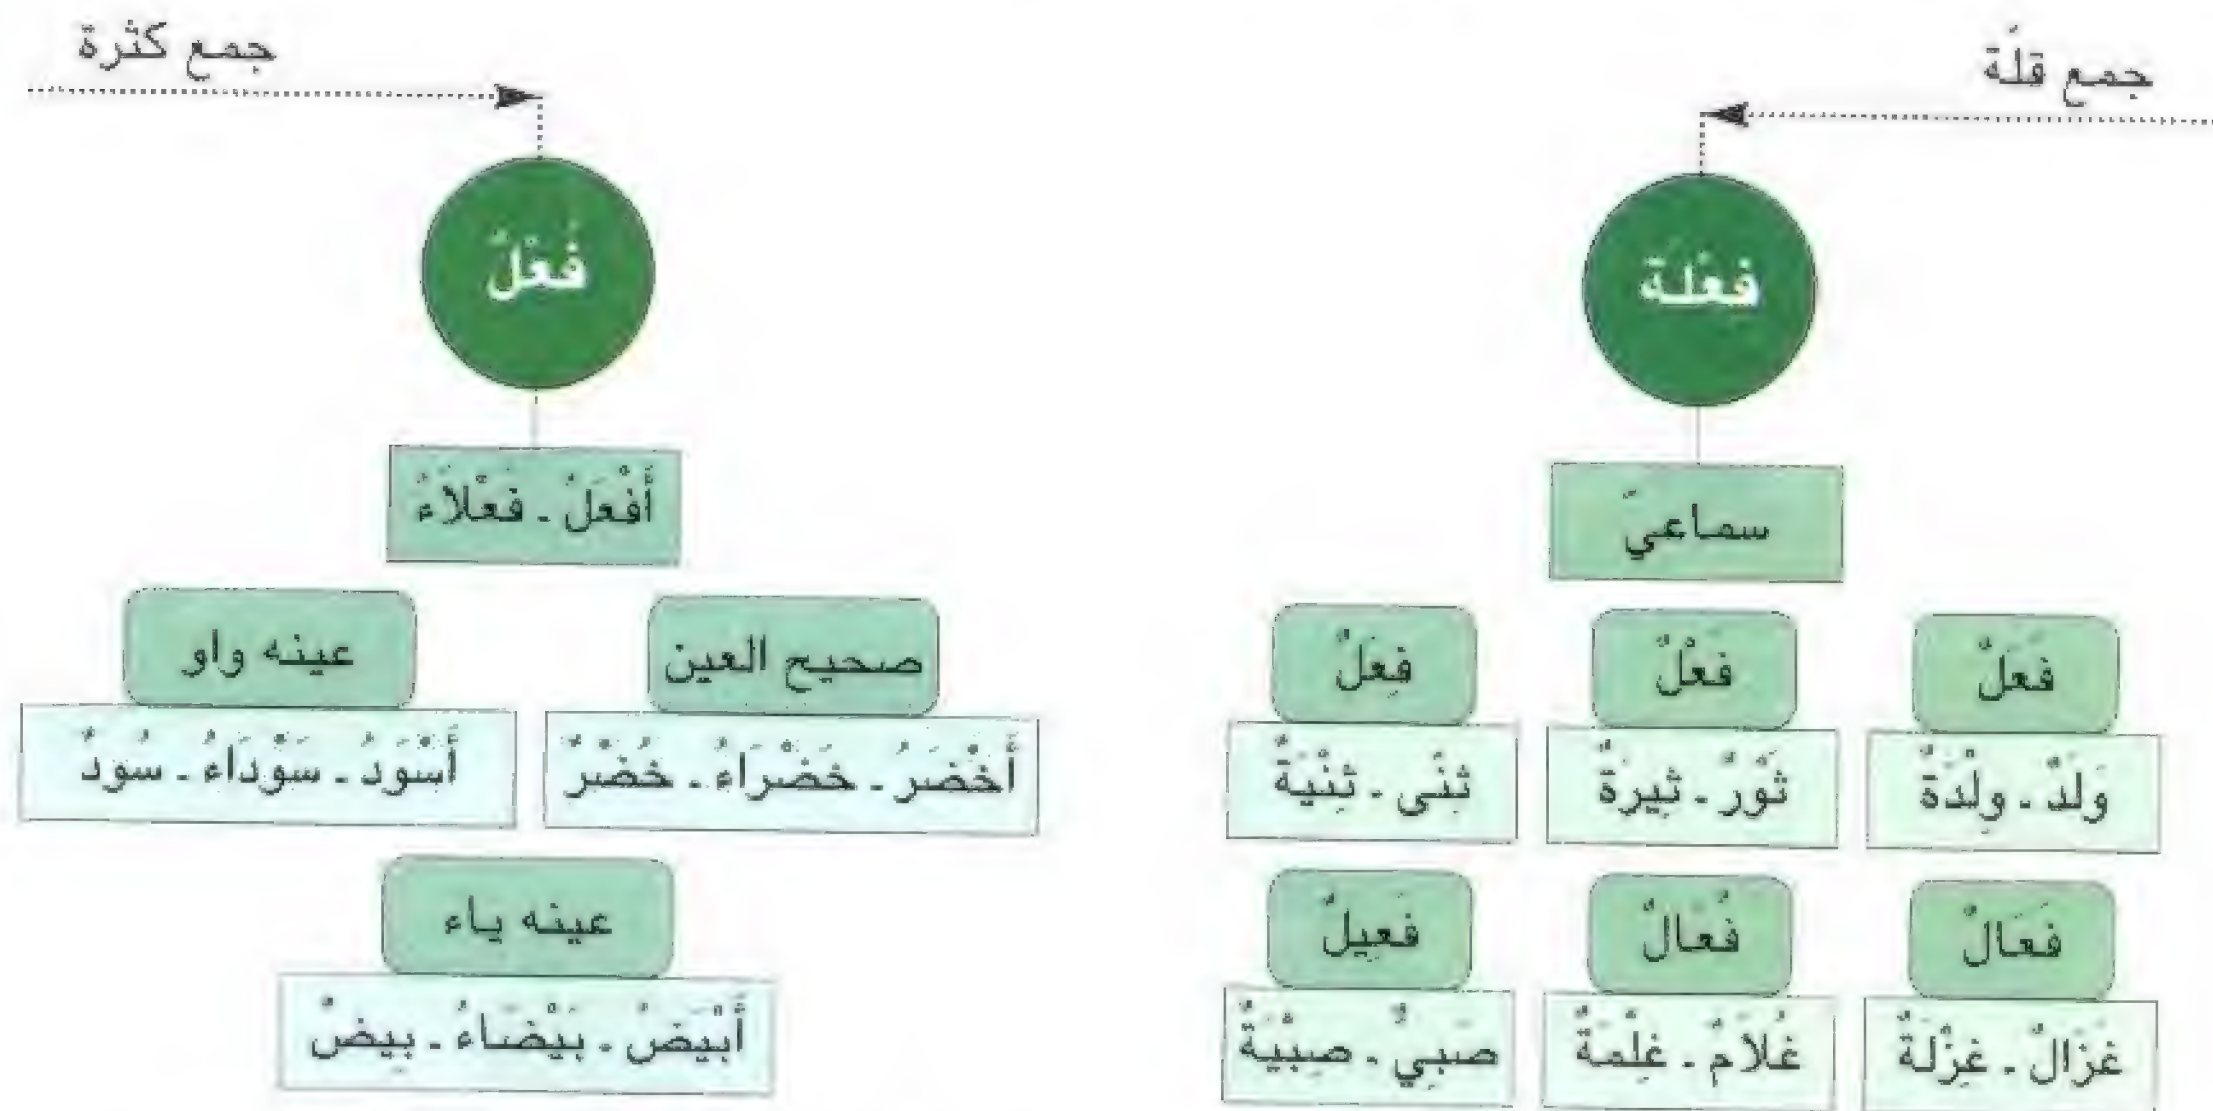 جمع قلّة
فِعْلَة
سماعيّ
فَعَلٌ
وَلَدٌ ـ وِلْدَةٌ
فَعْلٌ
ثَوْرٌ ـ ثِيرَةٌ
فِعَلٌ
ثِنًى ـ ثِنْيَةٌ
فَعَالٌ
غَزَالٌ ـ غِزْلَةٌ
فُعَالٌ
غُلَامٌ ـ غِلْمَةٌ
فَعِيلٌ
صَبِيٌّ ـ صِبْيَةٌ
جمع كثرة
فُعْلٌ
أَفْعَلُ ـ فَعْلَاءُ
صحيح العين
أَخْضَرُ ـ خَضْرَاءُ ـ خُضْرٌ
عينه واو
أَسْوَدُ ـ سَوْدَاءُ ـ سُودٌ
عينه ياء
أَبْيَضُ ـ بَيْضَاءُ ـ بِيضٌ